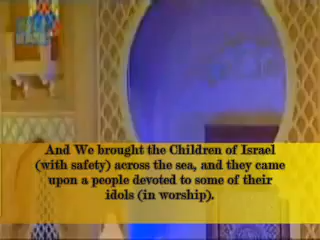 And We brought the Children of Israel
(with safety) across the sea, and they came
upon a people devoted to some of their
idols (in worship).